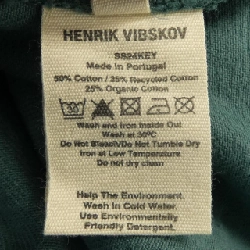 HENRIK VIBSKOV
SS24KEY
Made in Portugal
50% Cotton / 25% Recycled Cotton
25% Organic Cotton
Wash and Iron Inside Out
Wash at 30ºC
Do Not Bleach/Do Not Tumble Dry
Iron at Low Temperature
Do not dry clean
Help The Environment.
Wash In Cold Water.
Use Environmentally
Friendly Detergent.